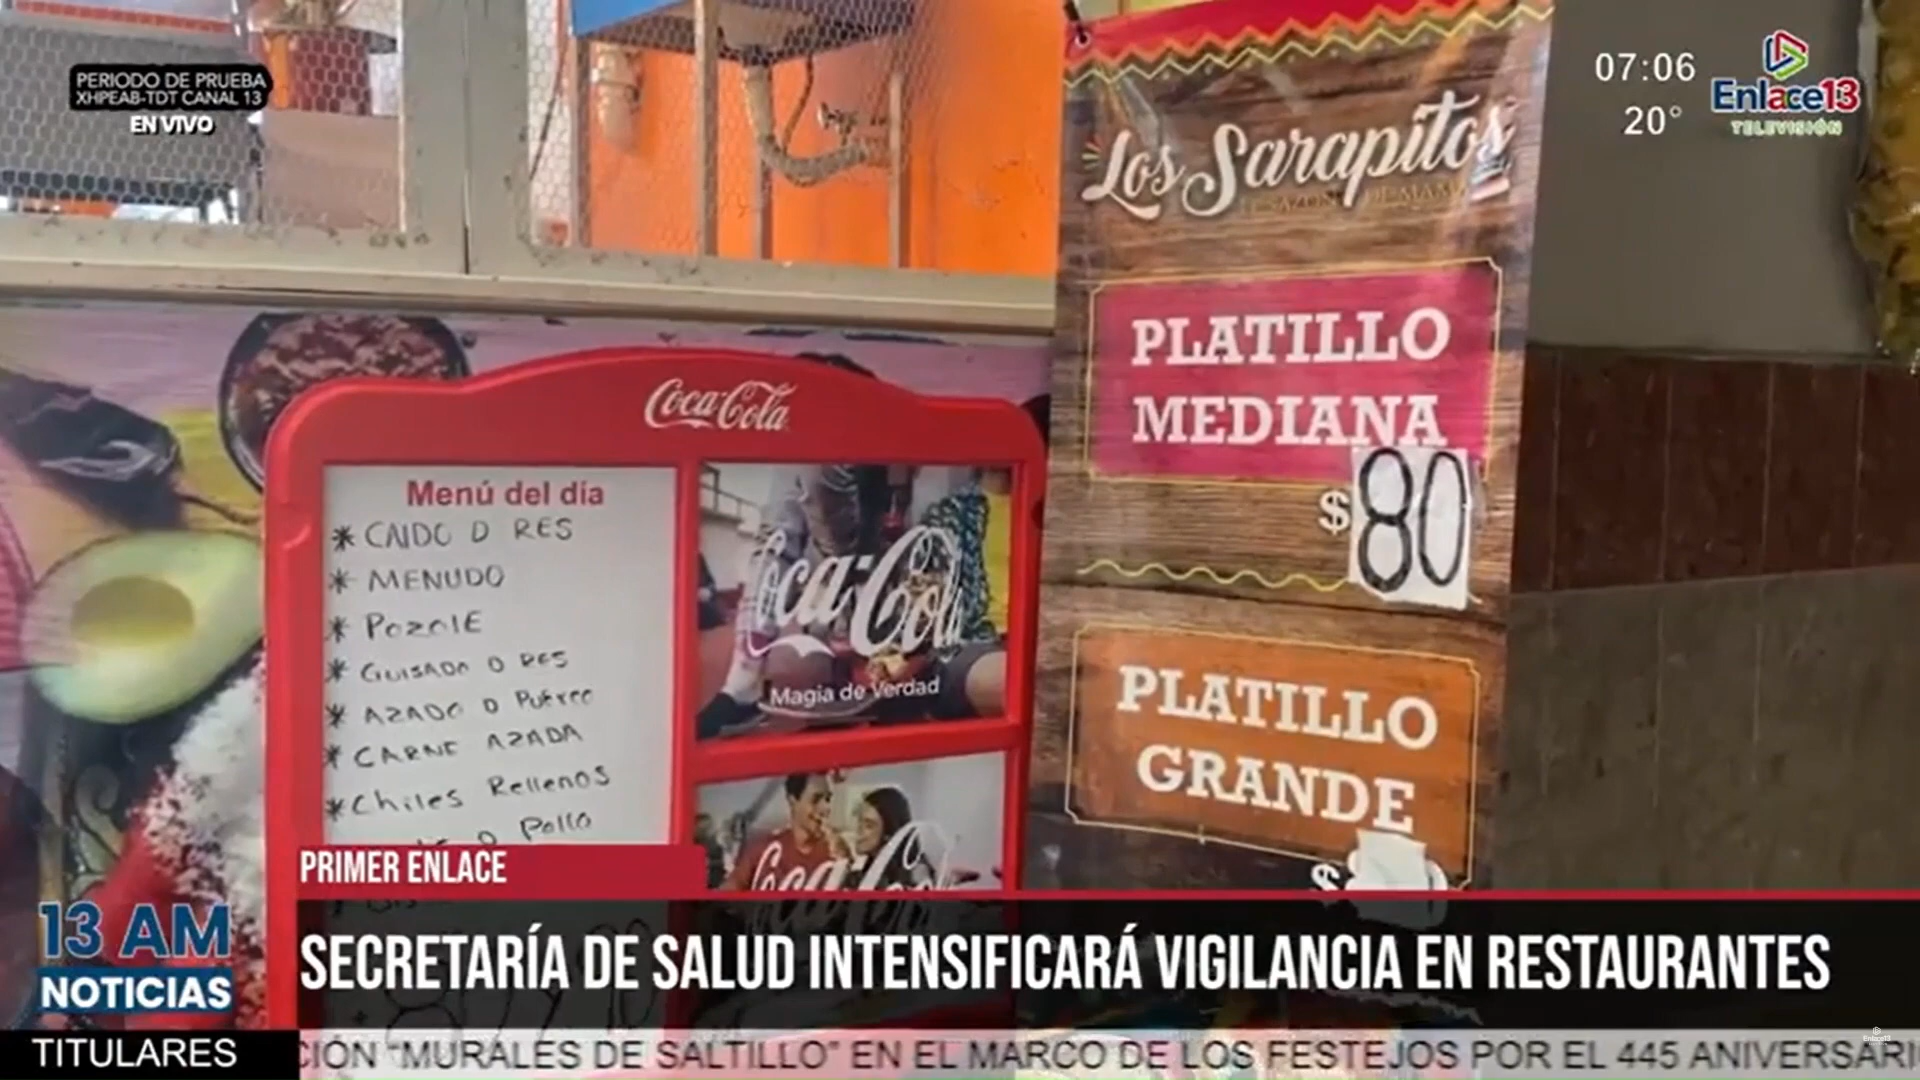 PERIODO DE PRUEBA
XHPEAB-TDT CANAL 13
EN VIVO
07:06
20°
Enlace13
TELEVISIÓN
Los Sarapitos
PLATILLO
MEDIANA
$80
PLATILLO
GRANDE
$
Coca-Cola
Menú del día
* CALDO D RES
* MENUDO
* PozolE
* GUISADO D RES
* AZADO D PuErco
* CARNE AZADA
* Chiles Rellenos
D Pollo
Coca-Cola
Magia de Verdad
Coca-Cola
PRIMER ENLACE
13 AM
NOTICIAS
SECRETARÍA DE SALUD INTENSIFICARÁ VIGILANCIA EN RESTAURANTES
TITULARES
CIÓN "MURALES DE SALTILLO" EN EL MARCO DE LOS FESTEJOS POR EL 445 ANIVERSARI